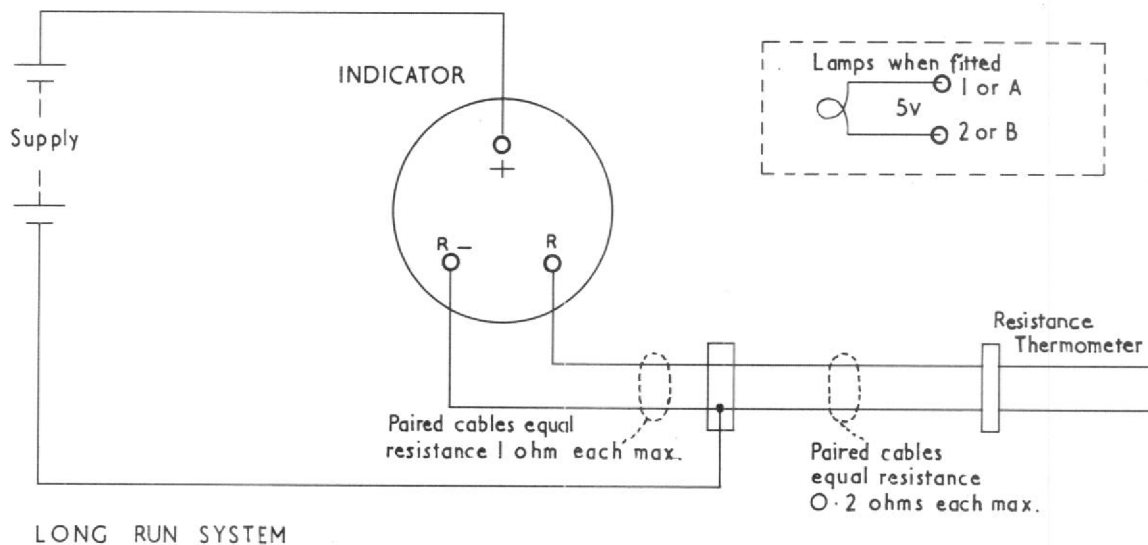 Supply
INDICATOR
+
R –
R
Lamps when fitted
1 or A
5v
2 or B
Resistance
Thermometer
Paired cables equal
resistance 1 ohm each max.
Paired cables
equal resistance
0·2 ohms each max.
LONG RUN SYSTEM